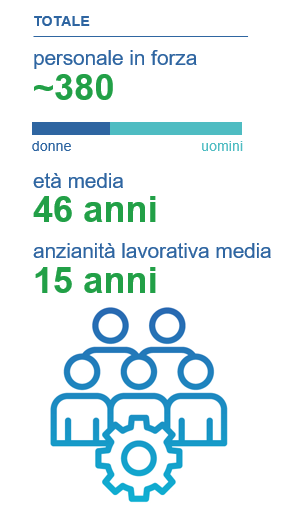 TOTALE
personale in forza
~380
donne uomini
età media
46 anni
anzianità lavorativa media
15 anni